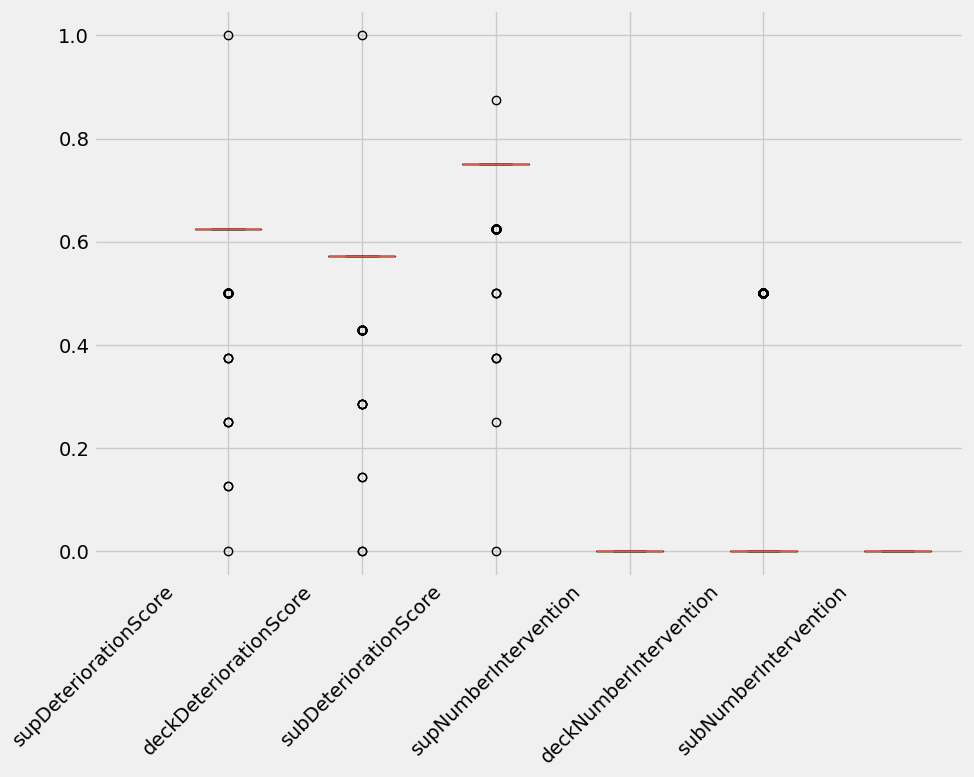 1.0
0.8
0.6
0.4
0.2
0.0
supDeteriorationScore
deckDeteriorationScore
subDeteriorationScore
supNumberIntervention
deckNumberIntervention
subNumberIntervention